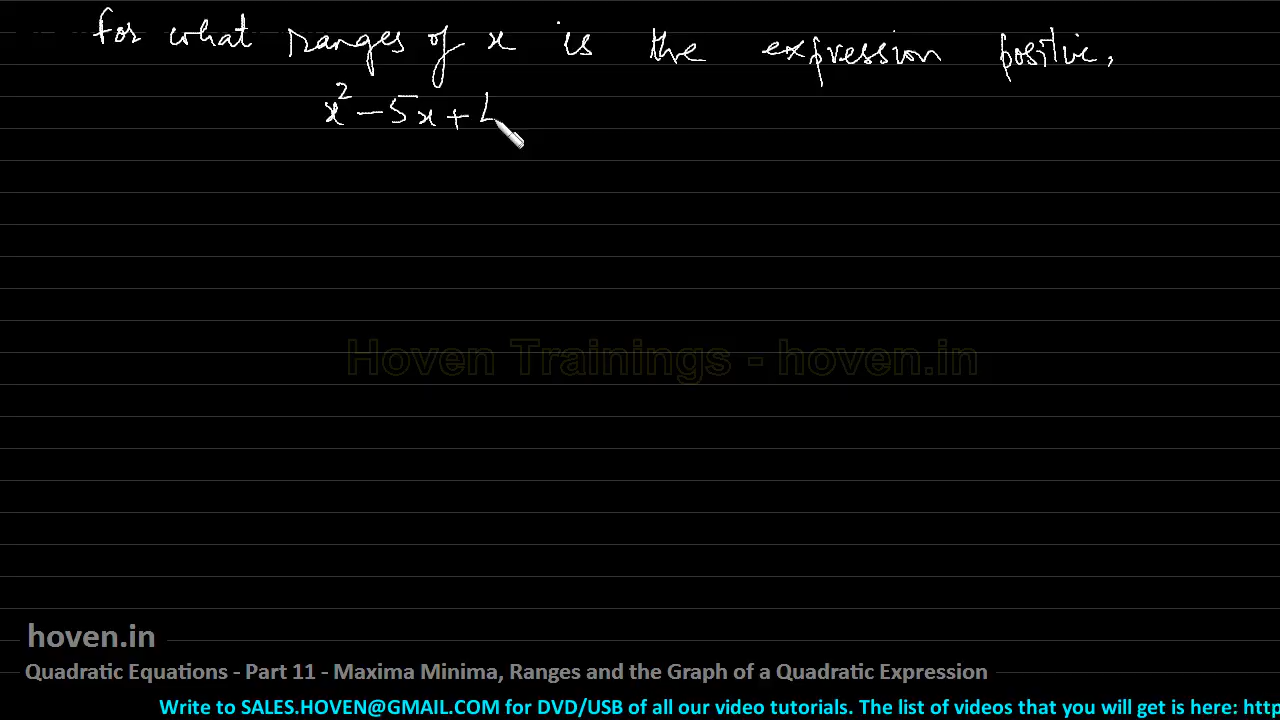 for what ranges of x is the expression positive,
x² - 5x + 4
Hoven Trainings - hoven.in
hoven.in
Quadratic Equations - Part 11 - Maxima Minima, Ranges and the Graph of a Quadratic Expression
Write to SALES.HOVEN@GMAIL.COM for DVD/USB of all our video tutorials. The list of videos that you will get is here: http